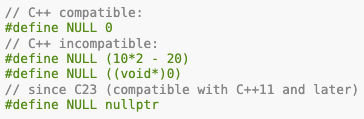 // C++ compatible:
#define NULL 0
// C++ incompatible:
#define NULL (10*2 - 20)
#define NULL ((void*)0)
// since C23 (compatible with C++11 and later)
#define NULL nullptr